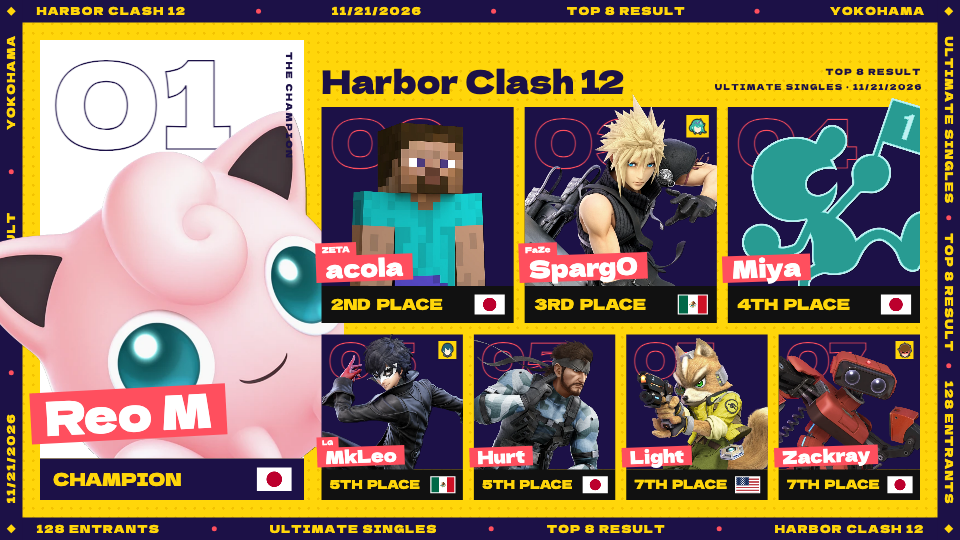 HARBOR CLASH 12 • 11/21/2026 • TOP 8 RESULT • YOKOHAMA
YOKOHAMA
11/21/2026
01
THE CHAMPION
Reo M
CHAMPION
Harbor Clash 12
TOP 8 RESULT
ULTIMATE SINGLES · 11/21/2026
ZETA
acola
2ND PLACE
FaZe
SpargO
3RD PLACE
1
Miya
4TH PLACE
LG
MkLeo
5TH PLACE
Hurt
5TH PLACE
Light
7TH PLACE
Zackray
7TH PLACE
ULTIMATE SINGLES • TOP 8 RESULT • 128 ENTRANTS
128 ENTRANTS • ULTIMATE SINGLES • TOP 8 RESULT • HARBOR CLASH 12